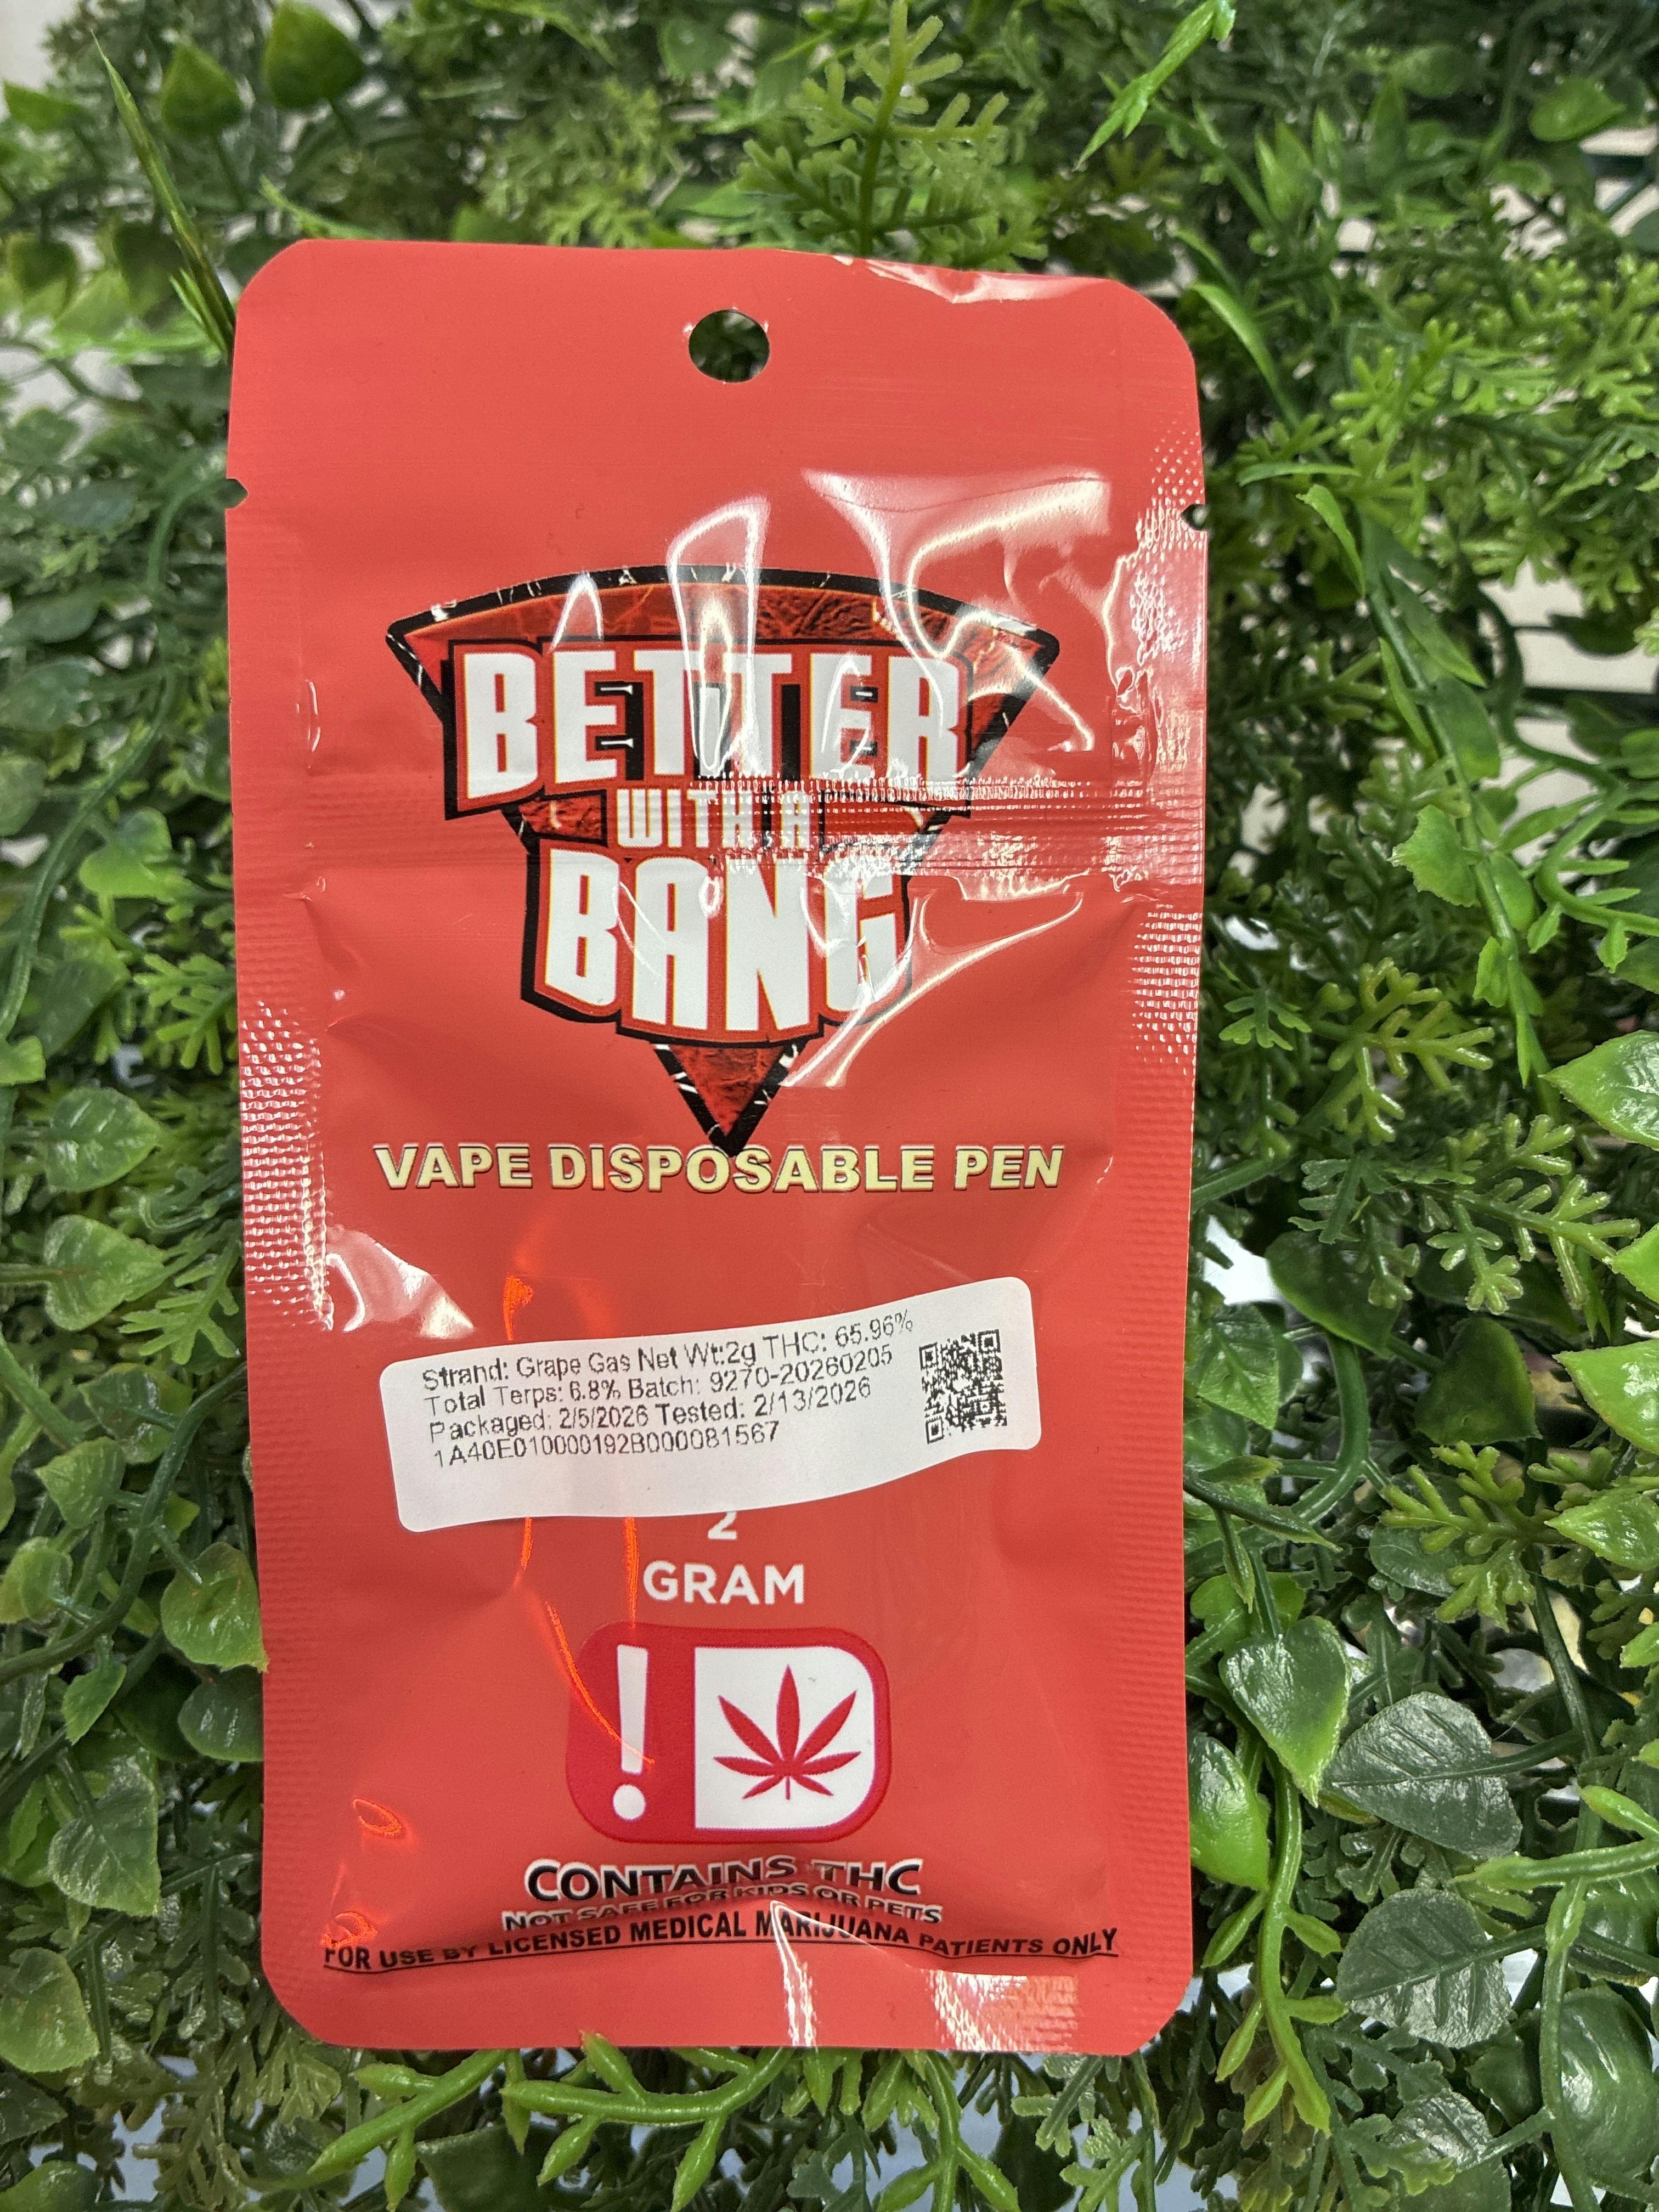 BETTER
WITH A
BANG
VAPE DISPOSABLE PEN
Strand: Grape Gas Net Wt:2g THC: 65.96%
Total Terps: 6.8% Batch: 9270-20260205
Packaged: 2/5/2026 Tested: 2/13/2026
1A40E010000192B000081567
2
GRAM
!
CONTAINS THC
NOT SAFE FOR KIDS OR PETS
FOR USE BY LICENSED MEDICAL MARIJUANA PATIENTS ONLY